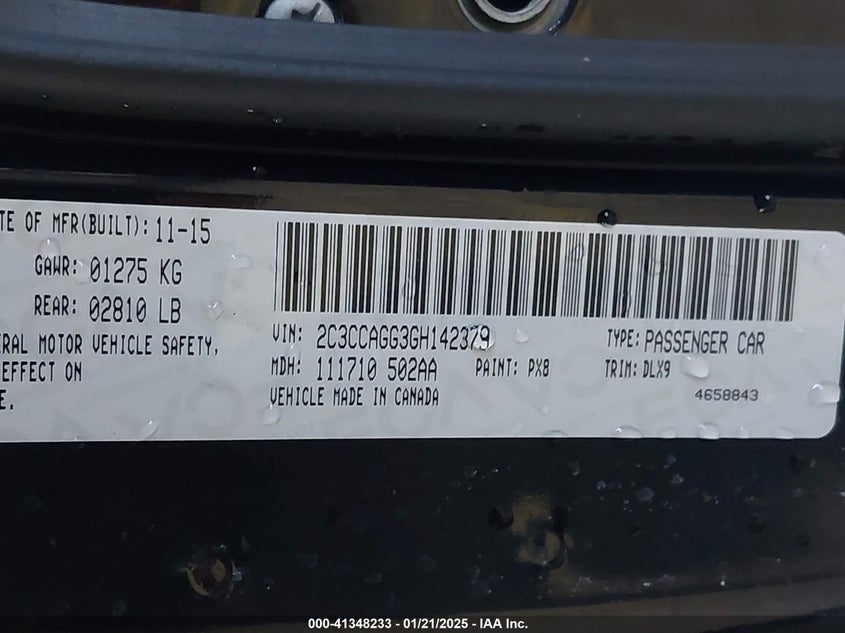 TE OF MFR(BUILT): 11-15
GAWR: 01275 KG
REAR: 02810 LB
ERAL MOTOR VEHICLE SAFETY,
EFFECT ON
E.
VIN: 2C3CCAGG3GH142379
TYPE: PASSENGER CAR
MDH: 111710 502AA
PAINT: PX8
TRIM: DLX9
VEHICLE MADE IN CANADA
4658843
000-41348233 - 01/21/2025 - IAA Inc.